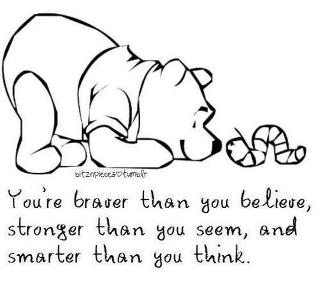 bitznpieces©tumblr
You're braver than you believe,
stronger than you seem, and
smarter than you think.